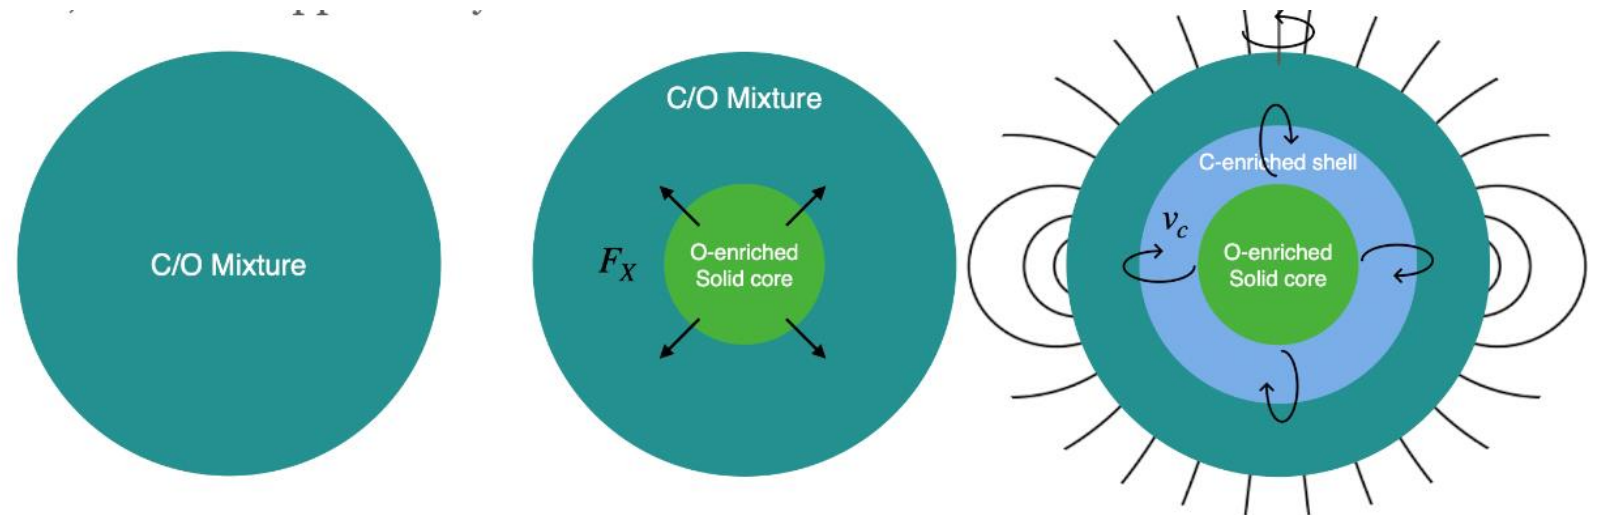 C/O Mixture
C/O Mixture
O-enriched
Solid core
F_X
C-enriched shell
v_c
O-enriched
Solid core